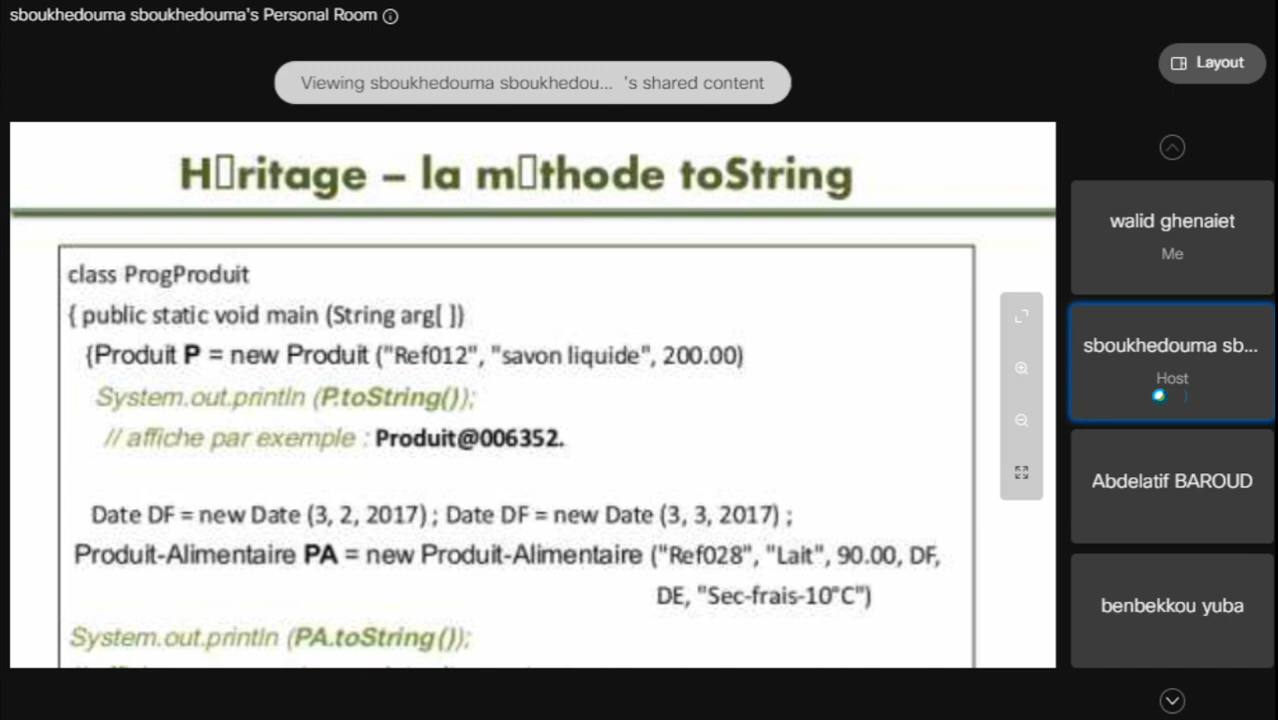 sboukhedouma sboukhedouma's Personal Room
Viewing sboukhedouma sboukhedou... 's shared content
Layout
H▯ritage – la m▯thode toString
class ProgProduit
{ public static void main (String arg[ ])
{Produit P = new Produit ("Ref012", "savon liquide", 200.00)
System.out.println (P.toString());
// affiche par exemple : Produit@006352.
Date DF = new Date (3, 2, 2017) ; Date DF = new Date (3, 3, 2017) ;
Produit-Alimentaire PA = new Produit-Alimentaire ("Ref028", "Lait", 90.00, DF,
DE, "Sec-frais-10°C")
System.out.println (PA.toString());
walid ghenaiet
Me
sboukhedouma sb...
Host
Abdelatif BAROUD
benbekkou yuba